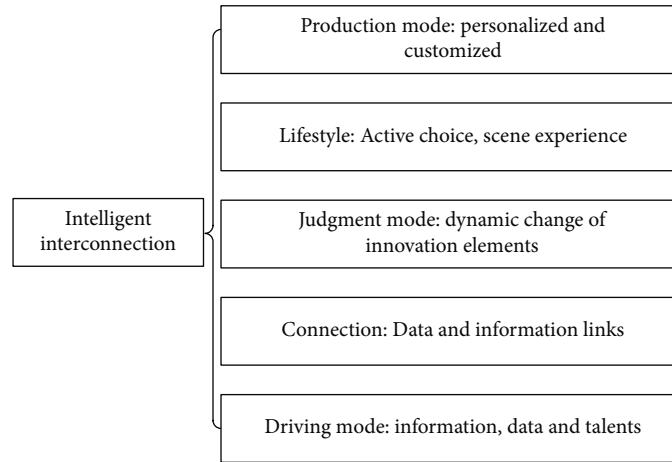 Production mode: personalized and
customized
Lifestyle: Active choice, scene experience
Intelligent
interconnection
Judgment mode: dynamic change of
innovation elements
Connection: Data and information links
Driving mode: information, data and talents